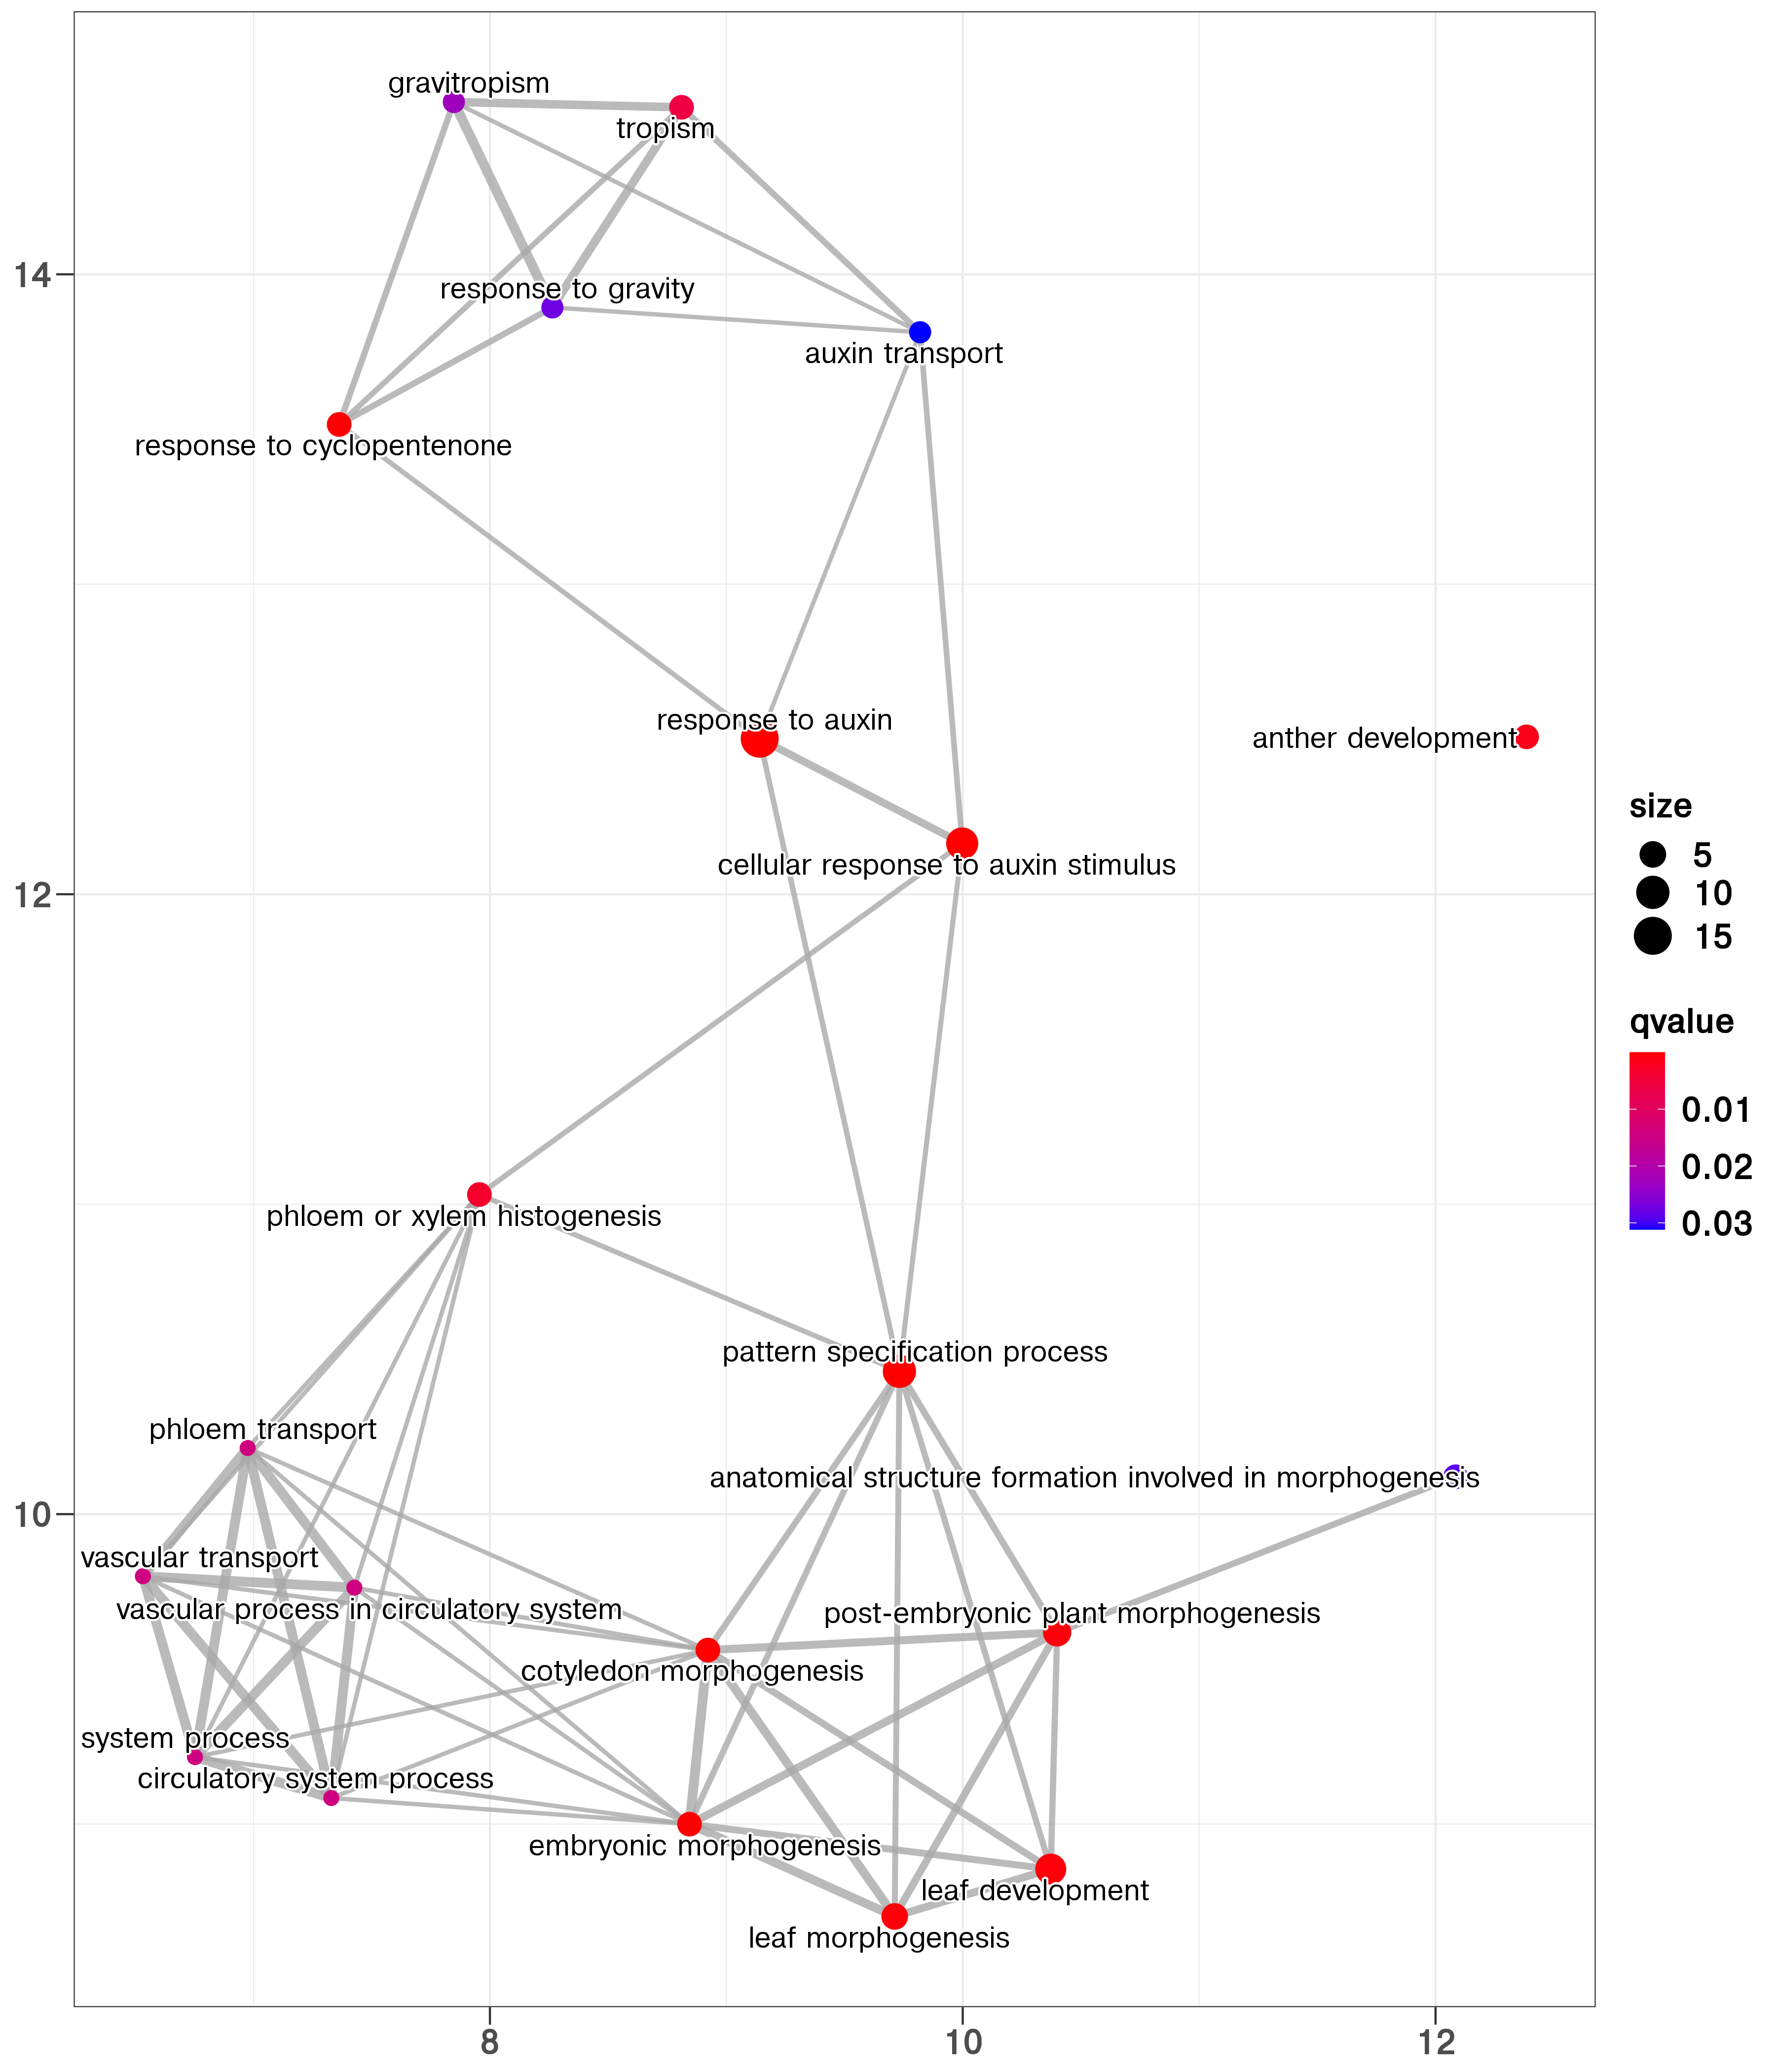 gravitropism
tropism
14
response to gravity
auxin transport
response to cyclopentenone
response to auxin
anther development
size
5
cellular response to auxin stimulus
12
10
15
qvalue
0.01
0.02
0.03
phloem or xylem histogenesis
pattern specification process
phloem transport
anatomical structure formation involved in morphogenesis
10
vascular transport
vascular process in circulatory system
post-embryonic plant morphogenesis
cotyledon morphogenesis
system process
circulatory system process
embryonic morphogenesis
leaf development
leaf morphogenesis
8
10
12